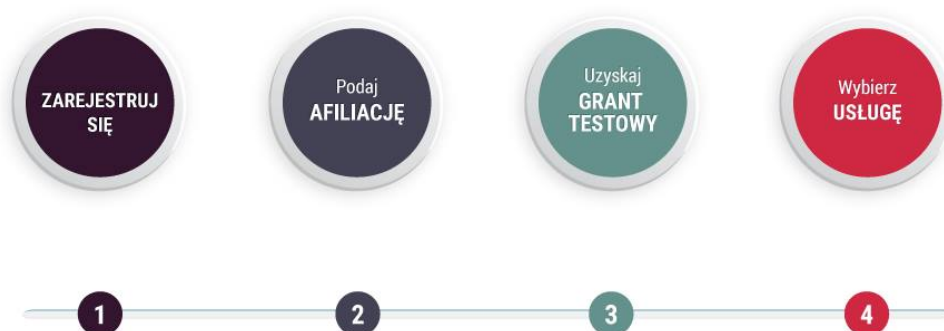 ZAREJESTRUJ
SIĘ
Podaj
AFILIACJĘ
Uzyskaj
GRANT
TESTOWY
Wybierz
USŁUGĘ
1
2
3
4